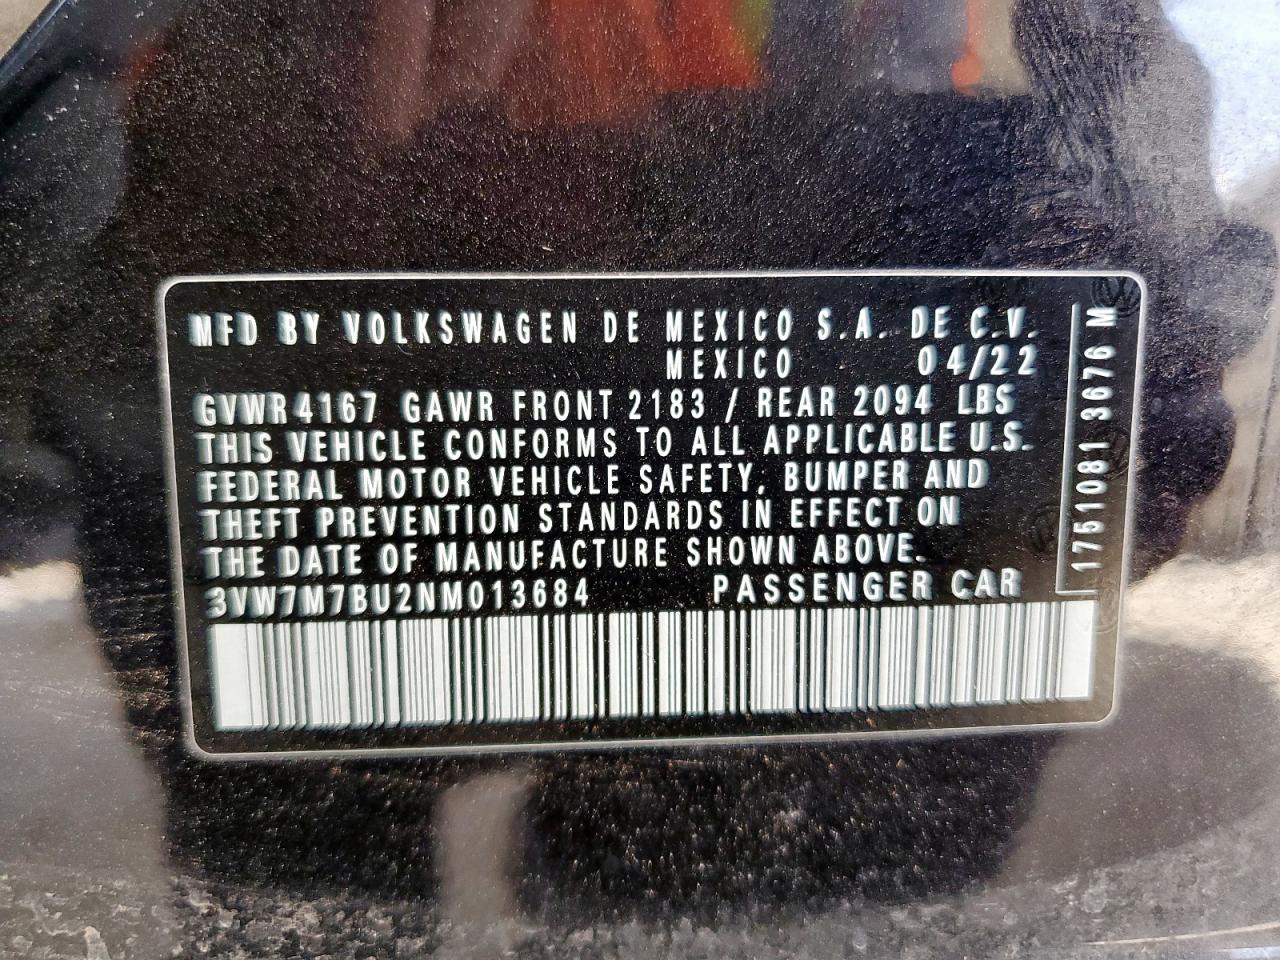 MFD BY VOLKSWAGEN DE MEXICO S.A. DE C.V.
MEXICO 04/22
GVWR 4167 GAWR FRONT 2183 / REAR 2094 LBS
THIS VEHICLE CONFORMS TO ALL APPLICABLE U.S.
FEDERAL MOTOR VEHICLE SAFETY, BUMPER AND
THEFT PREVENTION STANDARDS IN EFFECT ON
THE DATE OF MANUFACTURE SHOWN ABOVE.
3VW7M7BU2NM013684 PASSENGER CAR
1751081 3676 M